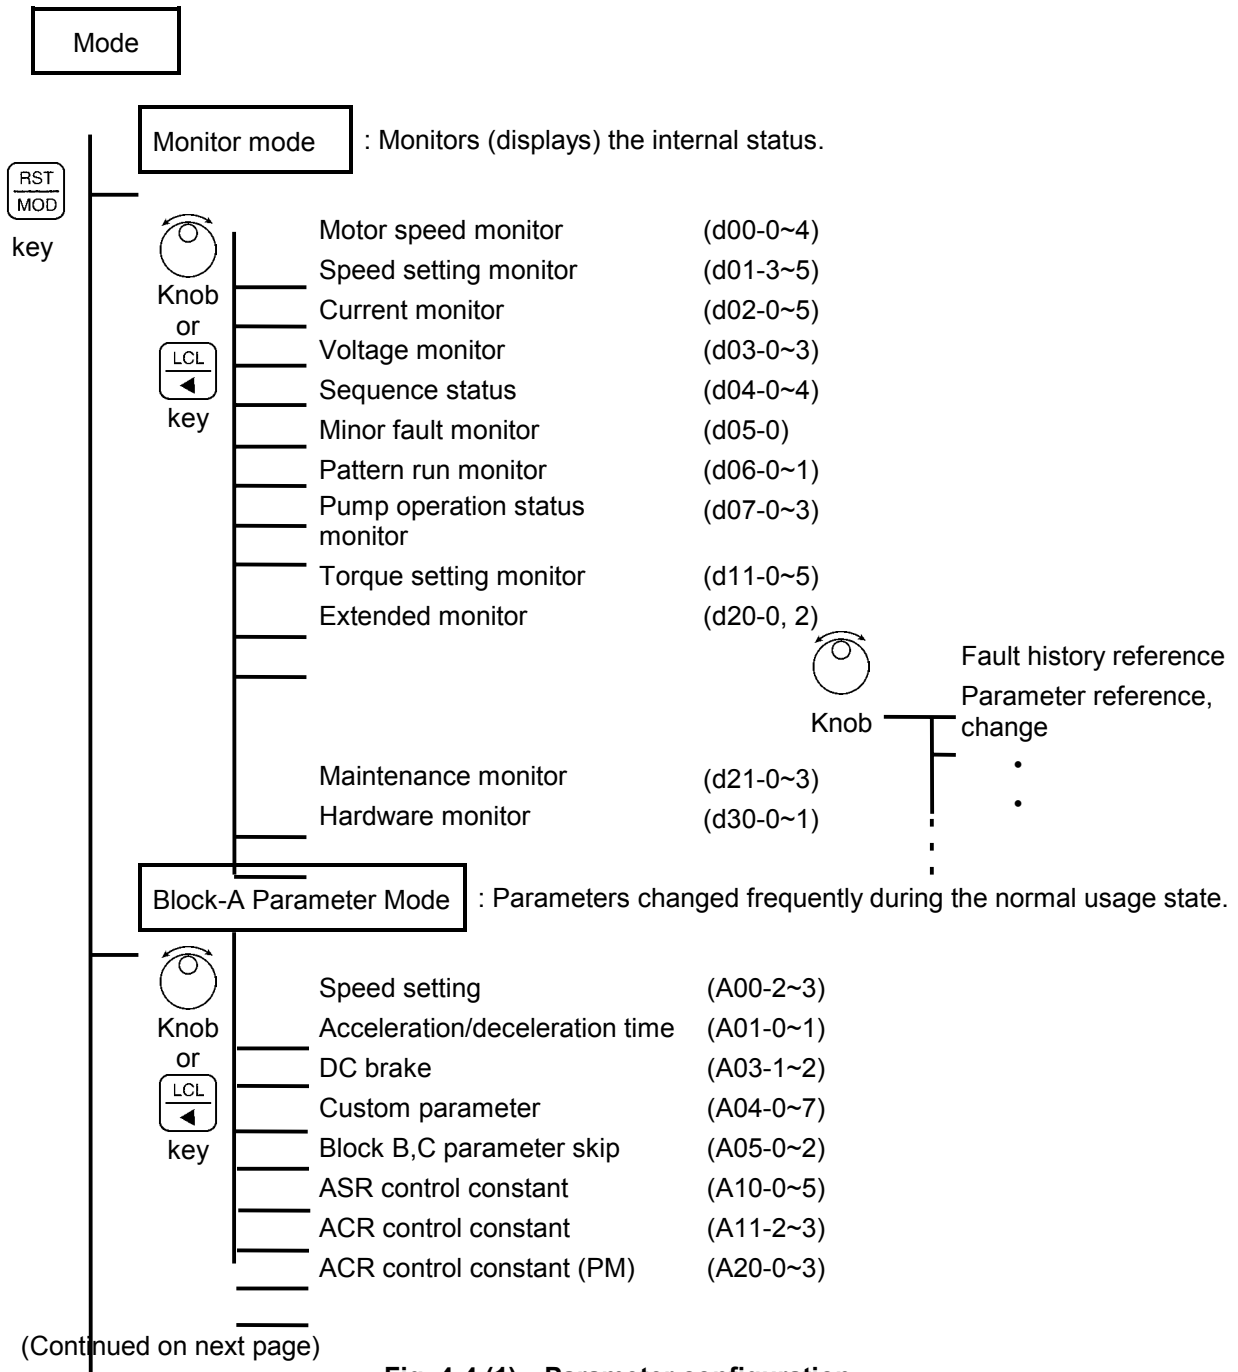 Mode
Monitor mode : Monitors (displays) the internal status.
RST
MOD
key
Knob
or
LCL
key
Motor speed monitor (d00-0~4)
Speed setting monitor (d01-3~5)
Current monitor (d02-0~5)
Voltage monitor (d03-0~3)
Sequence status (d04-0~4)
Minor fault monitor (d05-0)
Pattern run monitor (d06-0~1)
Pump operation status (d07-0~3)
monitor
Torque setting monitor (d11-0~5)
Extended monitor (d20-0, 2)
Knob
Fault history reference
Parameter reference,
change
Maintenance monitor (d21-0~3)
Hardware monitor (d30-0~1)
Block-A Parameter Mode : Parameters changed frequently during the normal usage state.
Knob
or
LCL
key
Speed setting (A00-2~3)
Acceleration/deceleration time (A01-0~1)
DC brake (A03-1~2)
Custom parameter (A04-0~7)
Block B,C parameter skip (A05-0~2)
ASR control constant (A10-0~5)
ACR control constant (A11-2~3)
ACR control constant (PM) (A20-0~3)
(Continued on next page)
Fig. 4-4 (1) Parameter configuration